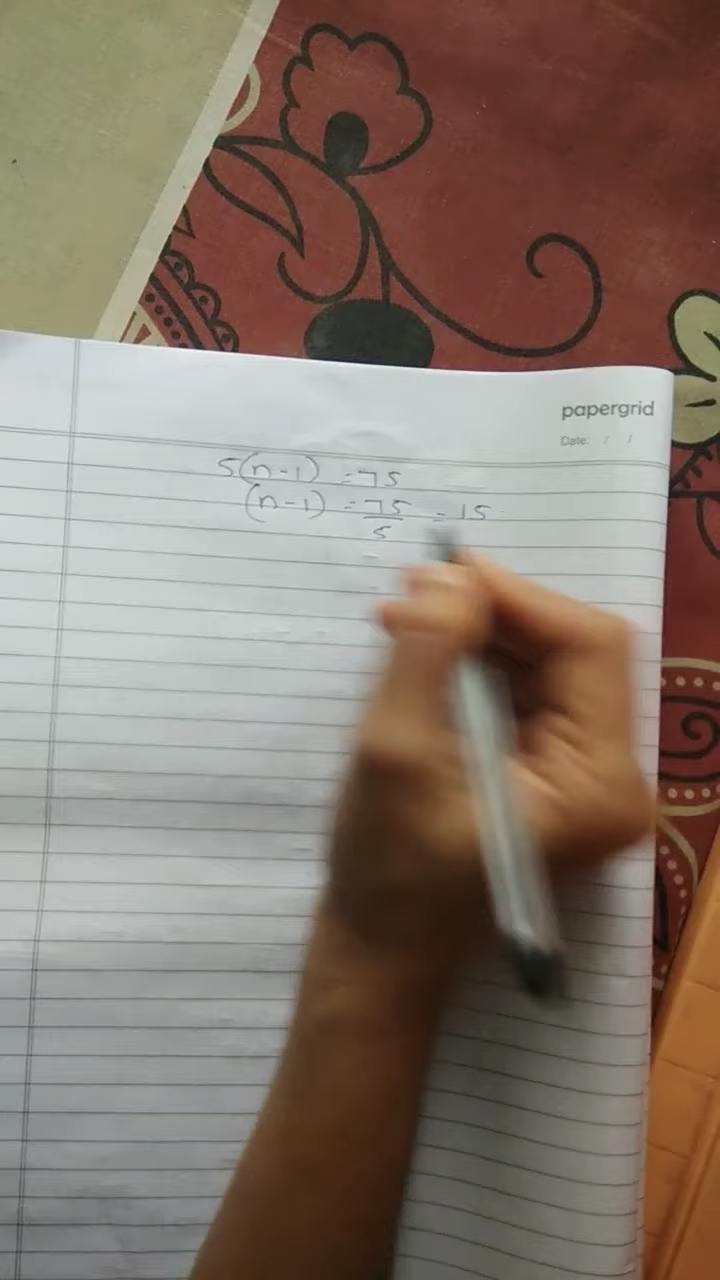 papergrid
Date: / /
5(n-1) = 75
(n-1) = 75/5 = 15